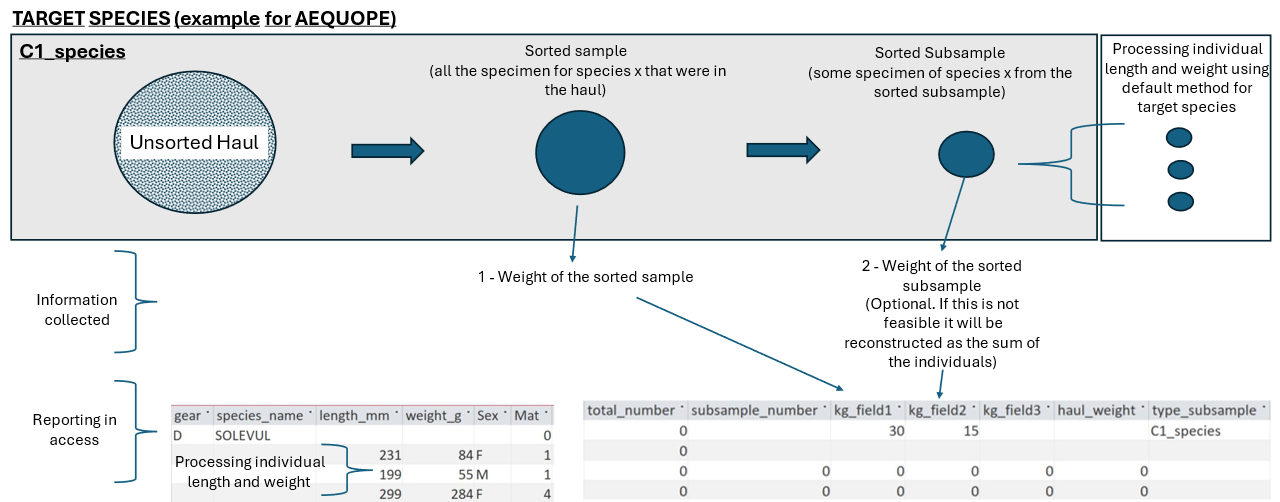 TARGET SPECIES (example for AEQUOPE)
C1_species
Unsorted Haul
Sorted sample
(all the specimen for species x that were in
the haul)
Sorted Subsample
(some specimen of species x from the
sorted subsample)
Processing individual
length and weight using
default method for
target species
Information
collected
1 - Weight of the sorted sample
2 - Weight of the sorted
subsample
(Optional. If this is not
feasible it will be
reconstructed as the sum of
the individuals)
Reporting in
access
gear species_name length_mm weight_g Sex Mat
D SOLEVUL 0
231 84 F 1
199 55 M 1
299 284 F 4
Processing individual
length and weight
total_number subsample_number kg_field1 kg_field2 kg_field3 haul_weight type_subsample
0 30 15 C1_species
0
0 0 0 0 0 0
0 0 0 0 0 0